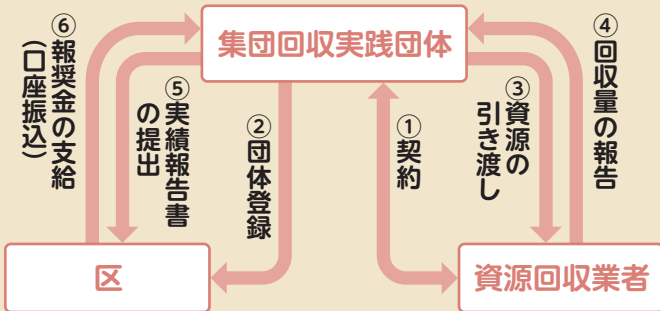 集団回収実践団体
①契約
②団体登録
③資源の
引き渡し
④回収量の報告
⑤実績報告書
の提出
⑥報奨金の支給
(口座振込)
区
資源回収業者